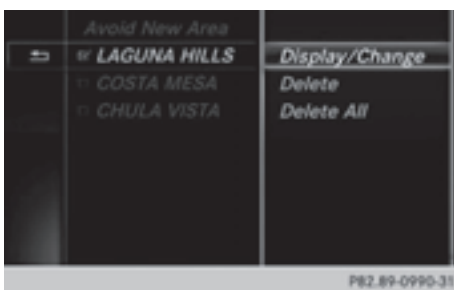 Avoid New Area
LAGUNA HILLS
COSTA MESA
CHULA VISTA
Display/Change
Delete
Delete All
P82.89-0990-31